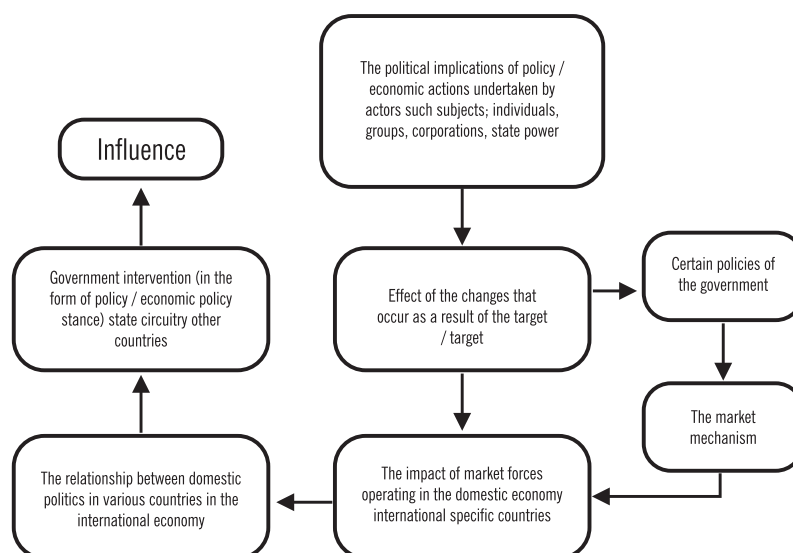 The political implications of policy /
economic actions undertaken by
actors such subjects; individuals,
groups, corporations, state power
Influence
Government intervention (in the
form of policy / economic policy
stance) state circuitry other
countries
Effect of the changes that
occur as a result of the target
/ target
Certain policies of
the government
The market
mechanism
The relationship between domestic
politics in various countries in the
international economy
The impact of market forces
operating in the domestic economy
international specific countries